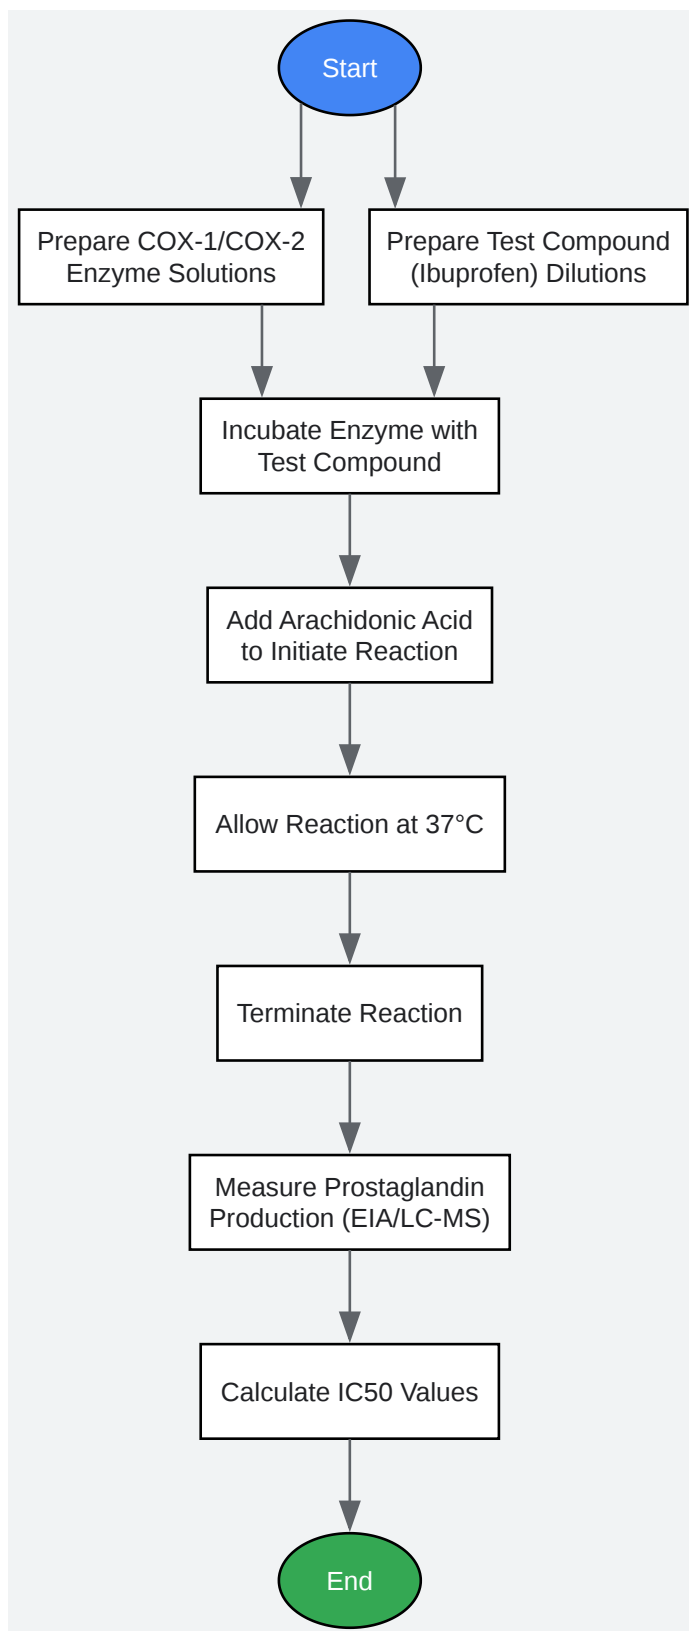 Start
Prepare COX-1/COX-2
Enzyme Solutions
Prepare Test Compound
(Ibuprofen) Dilutions
Incubate Enzyme with
Test Compound
Add Arachidonic Acid
to Initiate Reaction
Allow Reaction at 37°C
Terminate Reaction
Measure Prostaglandin
Production (EIA/LC-MS)
Calculate IC50 Values
End